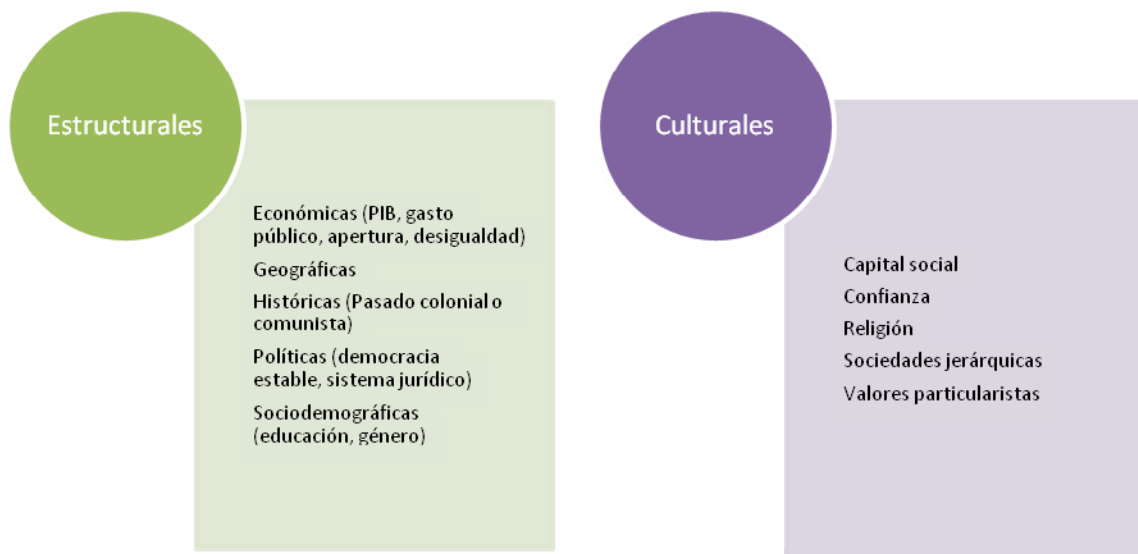 Estructurales
Económicas (PIB, gasto
público, apertura, desigualdad)
Geográficas
Históricas (Pasado colonial o
comunista)
Políticas (democracia
estable, sistema jurídico)
Sociodemográficas
(educación, género)
Culturales
Capital social
Confianza
Religión
Sociedades jerárquicas
Valores particularistas